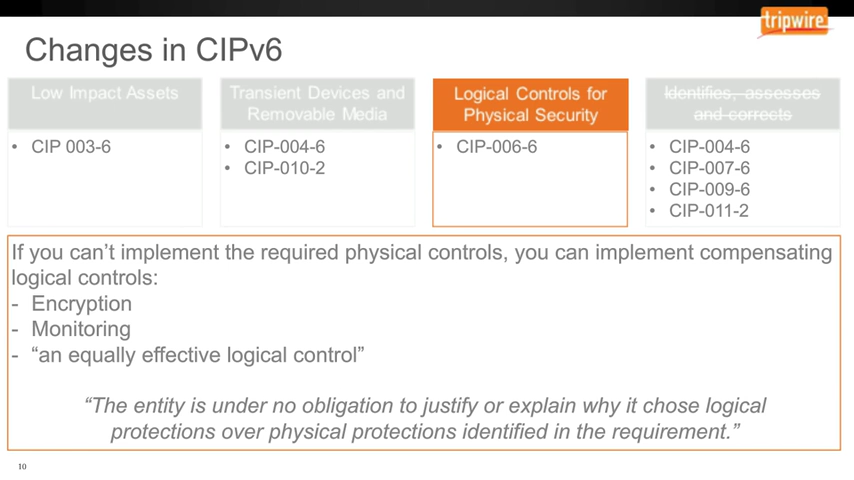 tripwire
Changes in CIPv6
Low Impact Assets
• CIP 003-6
Transient Devices and
Removable Media
• CIP-004-6
• CIP-010-2
Logical Controls for
Physical Security
• CIP-006-6
Identifies, assesses
and corrects
• CIP-004-6
• CIP-007-6
• CIP-009-6
• CIP-011-2
If you can’t implement the required physical controls, you can implement compensating
logical controls:
- Encryption
- Monitoring
- “an equally effective logical control”
“The entity is under no obligation to justify or explain why it chose logical
protections over physical protections identified in the requirement.”
10